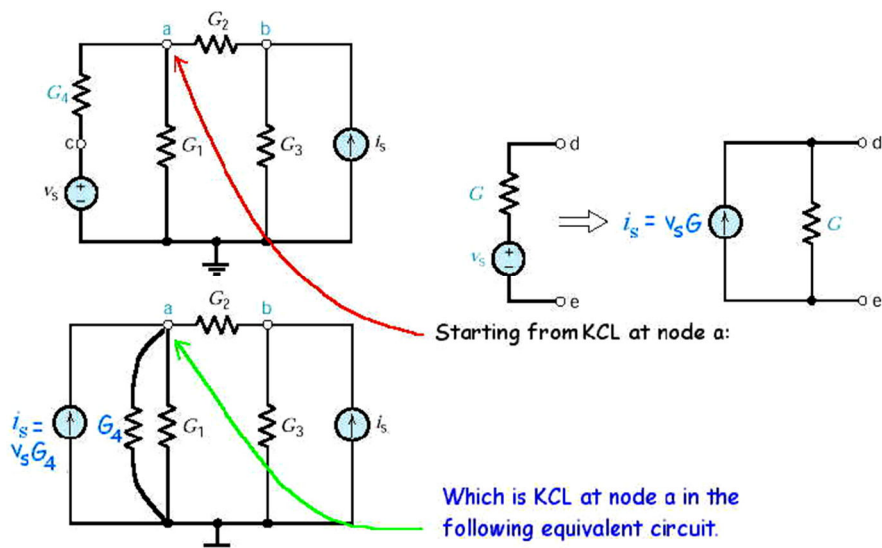 a
G₂
b
G₄
c
G₁
G₃
iₛ
vₛ
d
G
iₛ = vₛG
G
vₛ
e
d
e
Starting from KCL at node a:
a
G₂
b
iₛ =
vₛG₄
G₄
G₁
G₃
iₛ
Which is KCL at node a in the
following equivalent circuit.